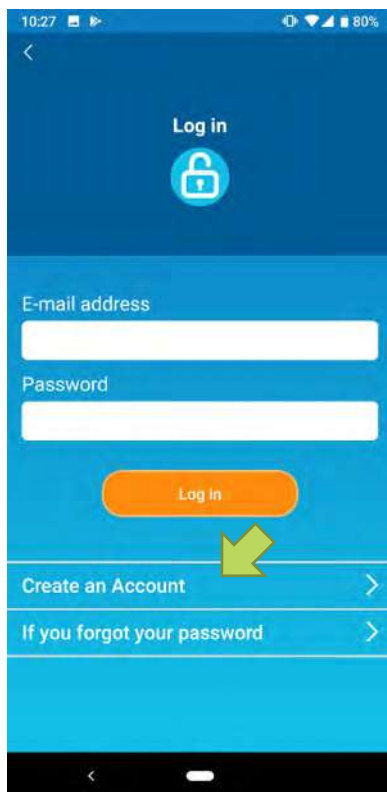 10:27 80%
Log in
E-mail address
Password
Log in
Create an Account
If you forgot your password